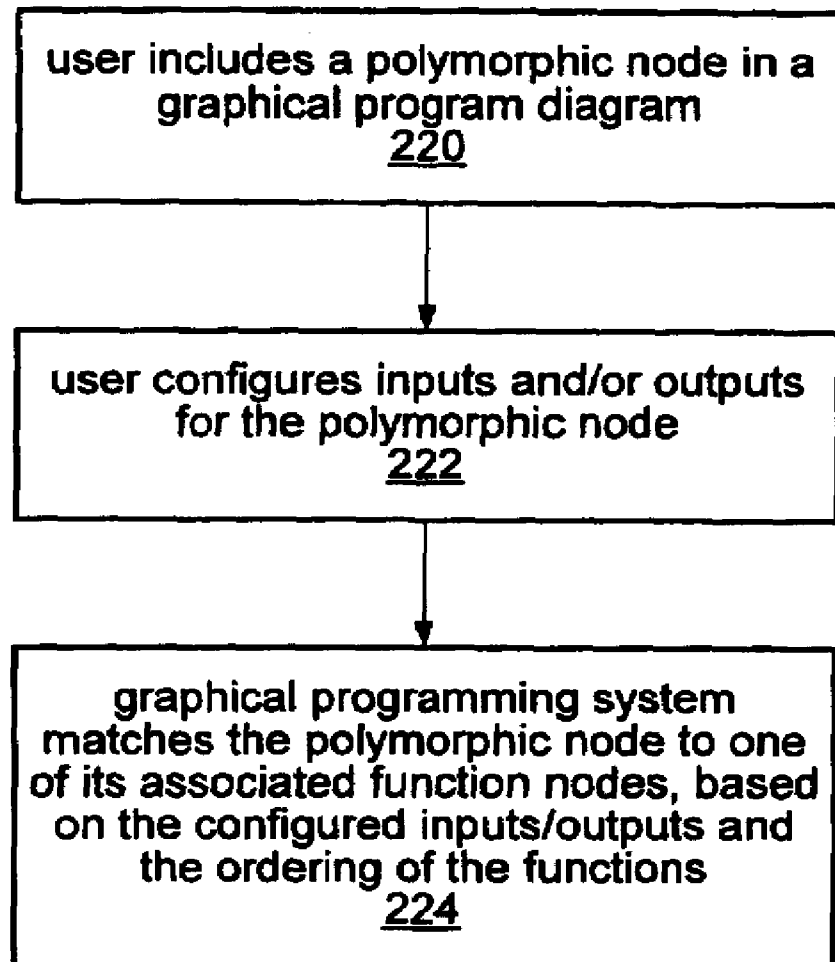 user includes a polymorphic node in a
graphical program diagram
220
user configures inputs and/or outputs
for the polymorphic node
222
graphical programming system
matches the polymorphic node to one
of its associated function nodes, based
on the configured inputs/outputs and
the ordering of the functions
224